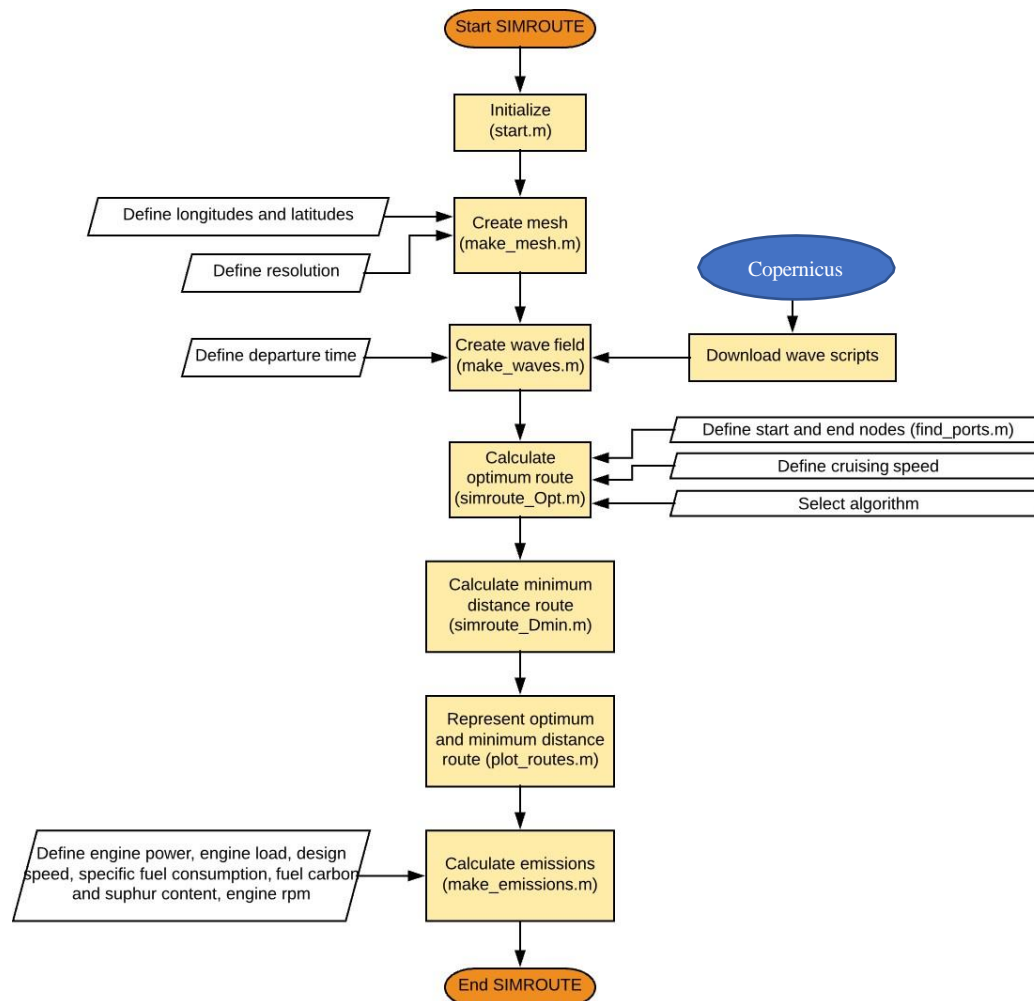 Start SIMROUTE
Initialize
(start.m)
Define longitudes and latitudes
Create mesh
(make_mesh.m)
Define resolution
Copernicus
Define departure time
Create wave field
(make_waves.m)
Download wave scripts
Calculate
optimum route
(simroute_Opt.m)
Define start and end nodes (find_ports.m)
Define cruising speed
Select algorithm
Calculate minimum
distance route
(simroute_Dmin.m)
Represent optimum
and minimum distance
route (plot_routes.m)
Define engine power, engine load, design
speed, specific fuel consumption, fuel carbon
and suphur content, engine rpm
Calculate emissions
(make_emissions.m)
End SIMROUTE